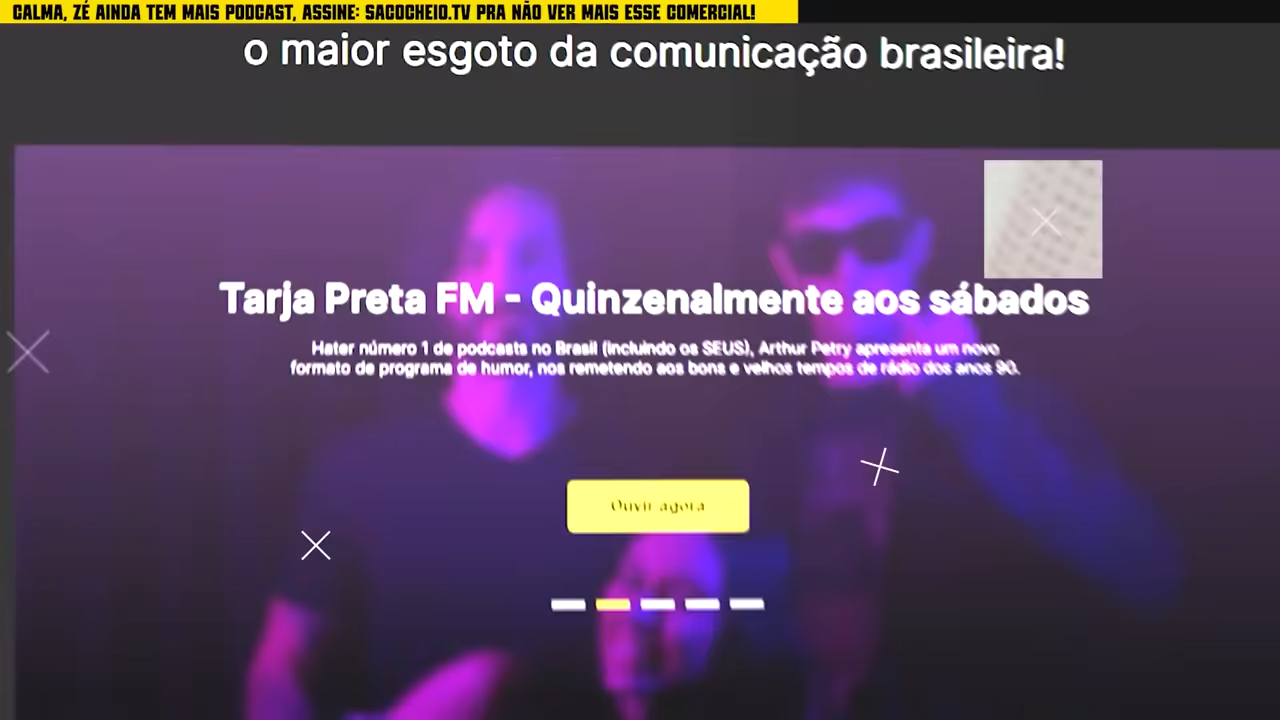 CALMA, ZÉ AINDA TEM MAIS PODCAST, ASSINE: SACOCHEIO.TV PRA NÃO VER MAIS ESSE COMERCIAL!
o maior esgoto da comunicação brasileira!
Tarja Preta FM - Quinzenalmente aos sábados
Hater número 1 de podcasts no Brasil (incluindo os SEUS), Arthur Petry apresenta um novo
formato de programa de humor, nos remetendo aos bons e velhos tempos de rádio dos anos 90.
Ouvir agora